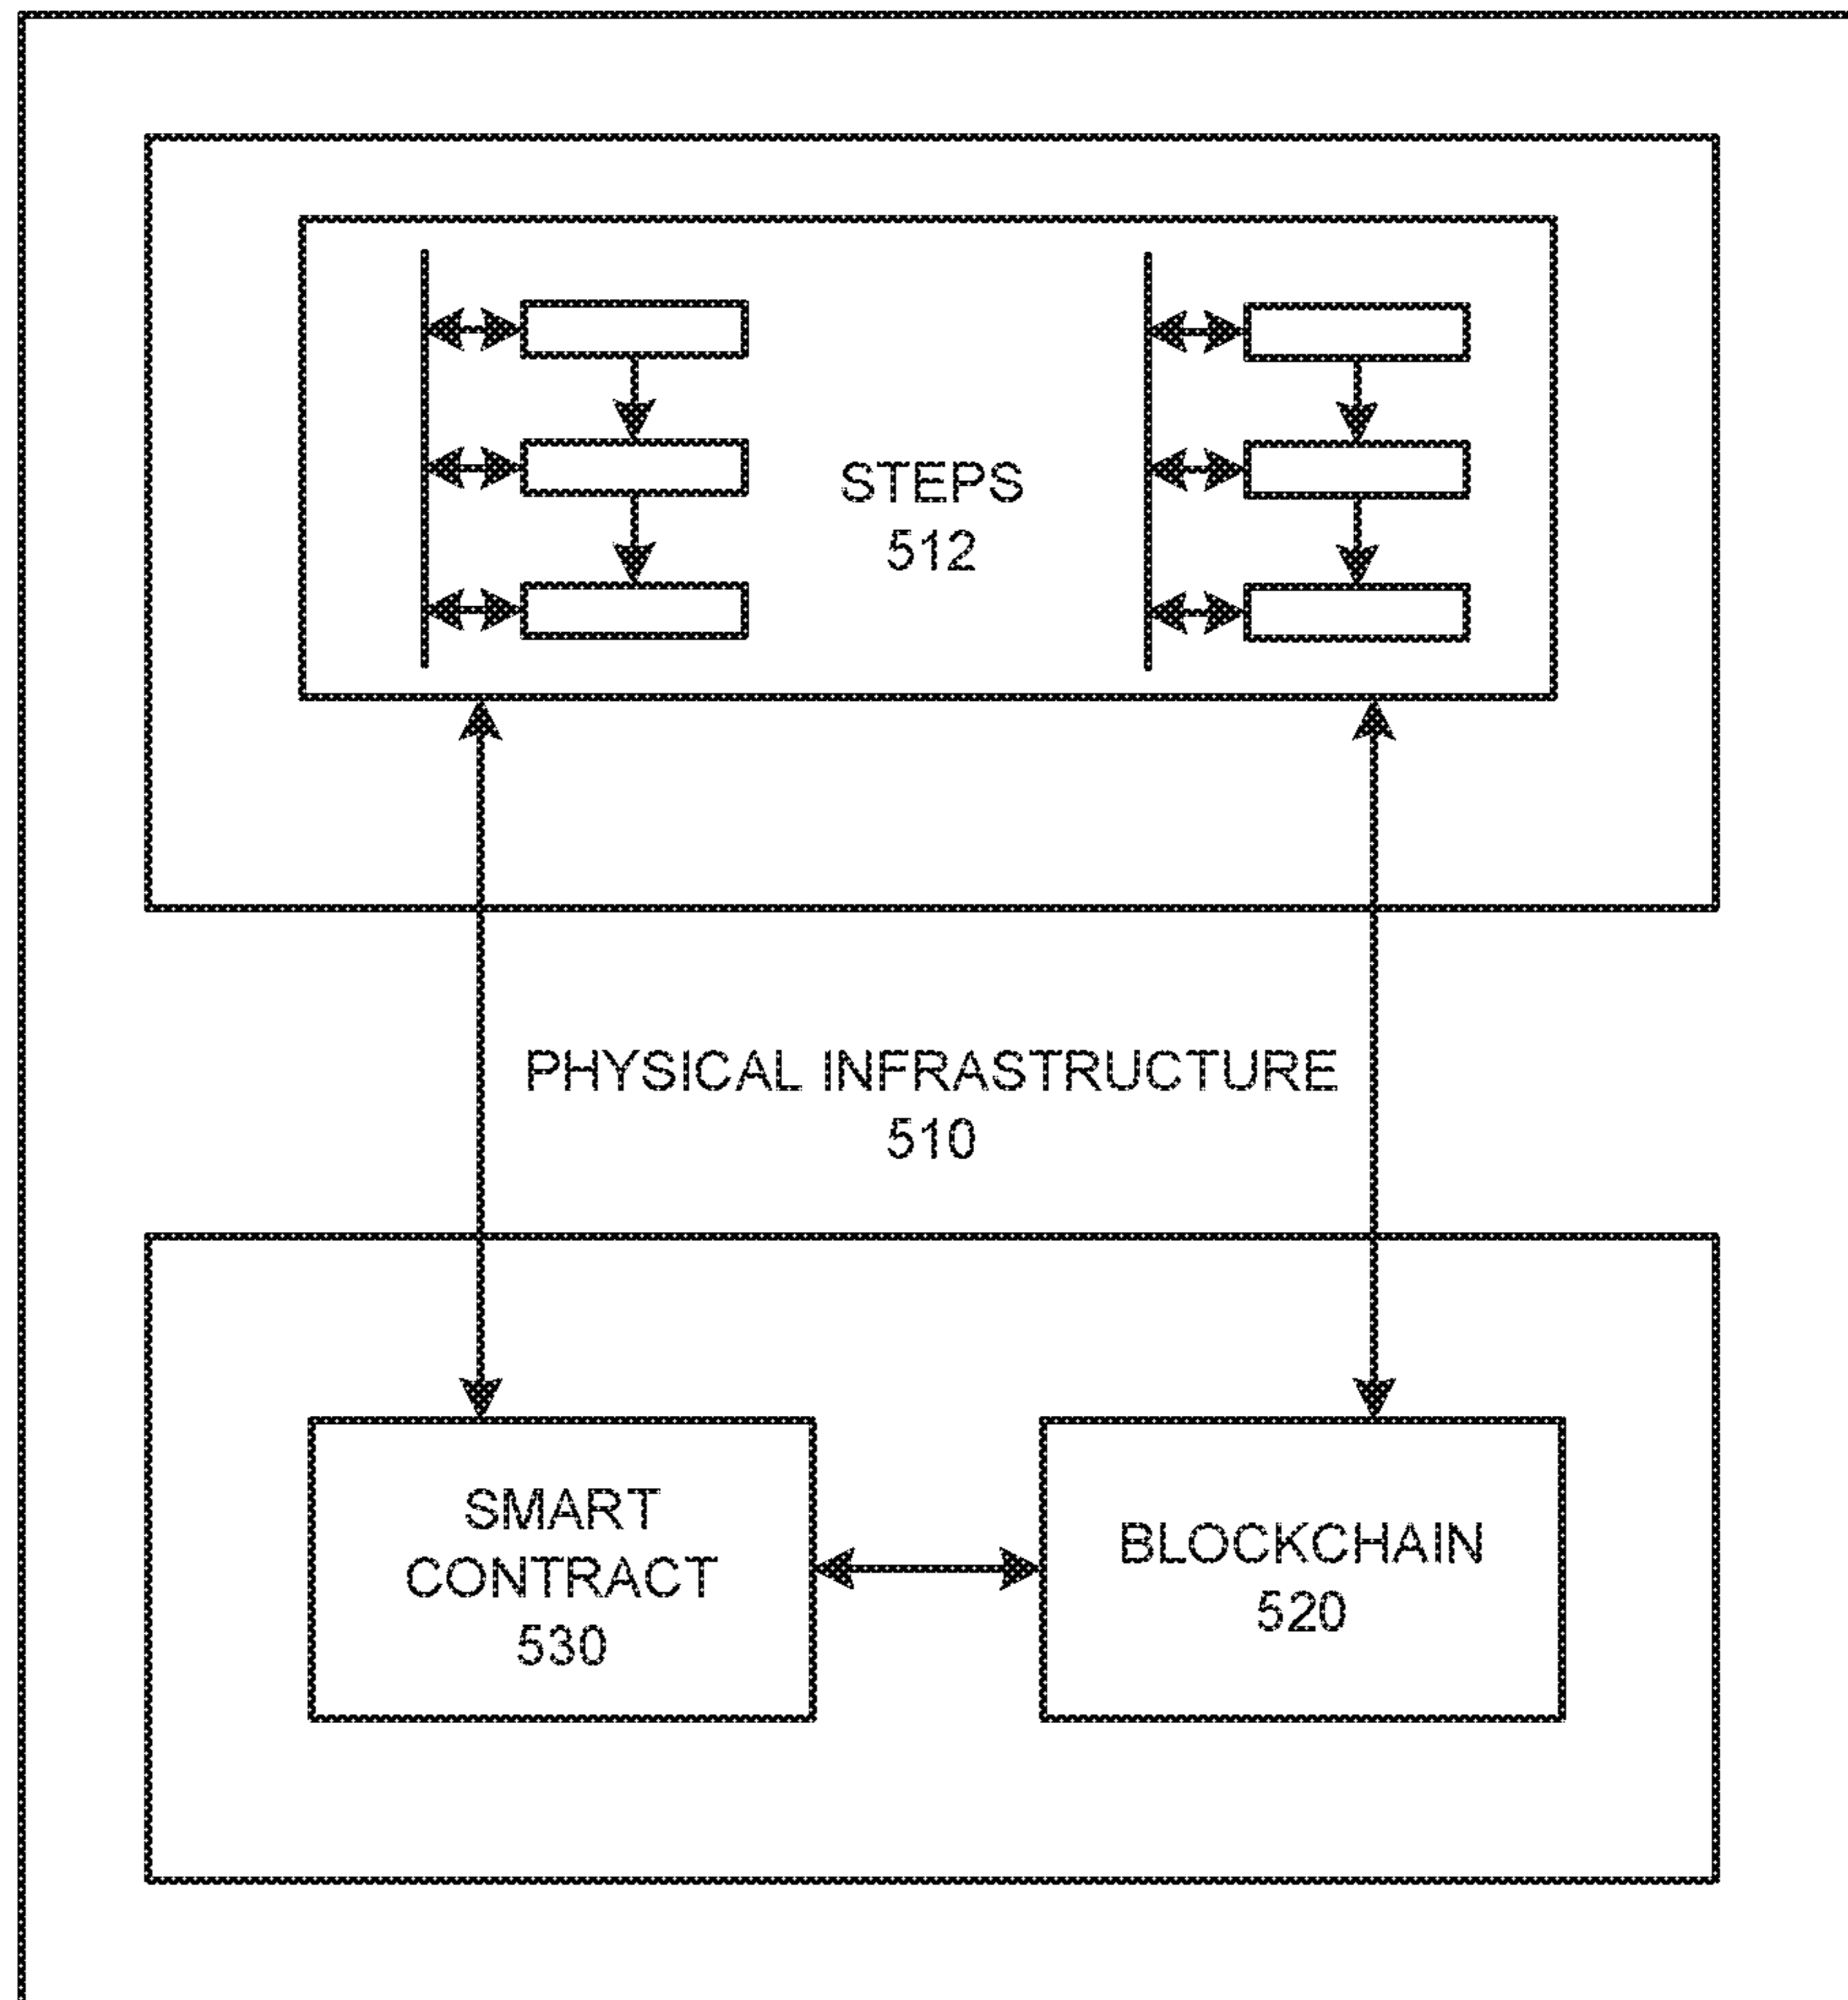 STEPS
512
PHYSICAL INFRASTRUCTURE
510
SMART
CONTRACT
530
BLOCKCHAIN
520